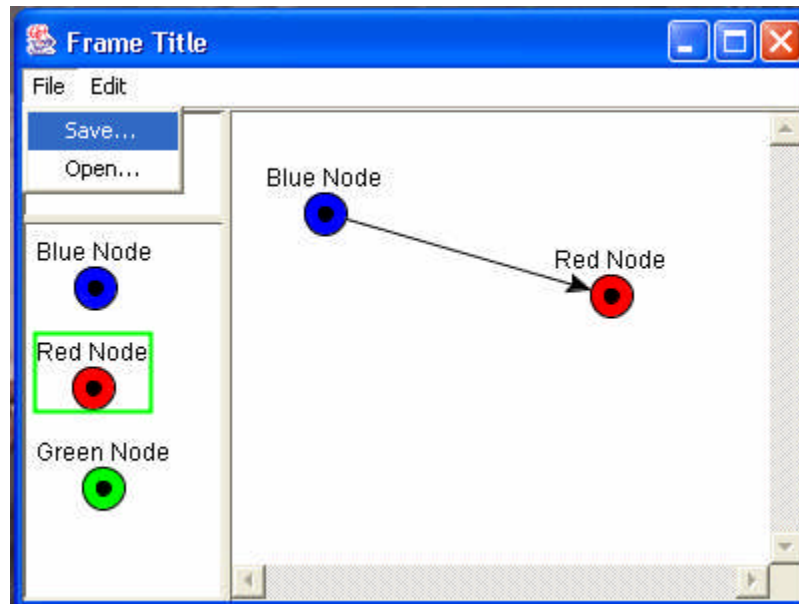 Frame Title
File Edit
Save...
Open...
Blue Node
Red Node
Green Node
Blue Node
Red Node